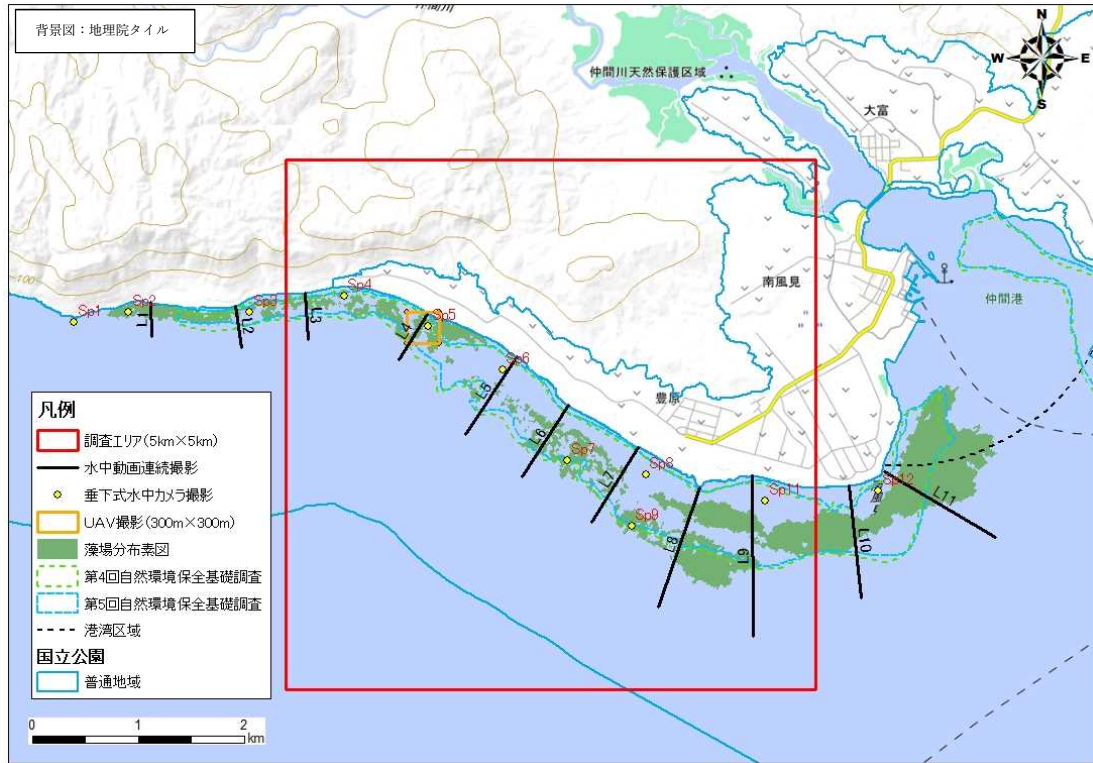 背景図：地理院タイル
N
W
E
S
仲間川天然保護区域
大富
南風見
仲間港
豊原
100
Sp1
Sp2
L1
L2
Sp3
L3
Sp4
L4
Sp5
Sp6
L5
L6
Sp7
L7
Sp8
Sp9
L8
L9
Sp11
L10
Sp12
L11
凡例
調査エリア(5km×5km)
水中動画連続撮影
垂下式水中カメラ撮影
UAV撮影(300m×300m)
藻場分布素図
第4回自然環境保全基礎調査
第5回自然環境保全基礎調査
港湾区域
国立公園
普通地域
0 1 2
km